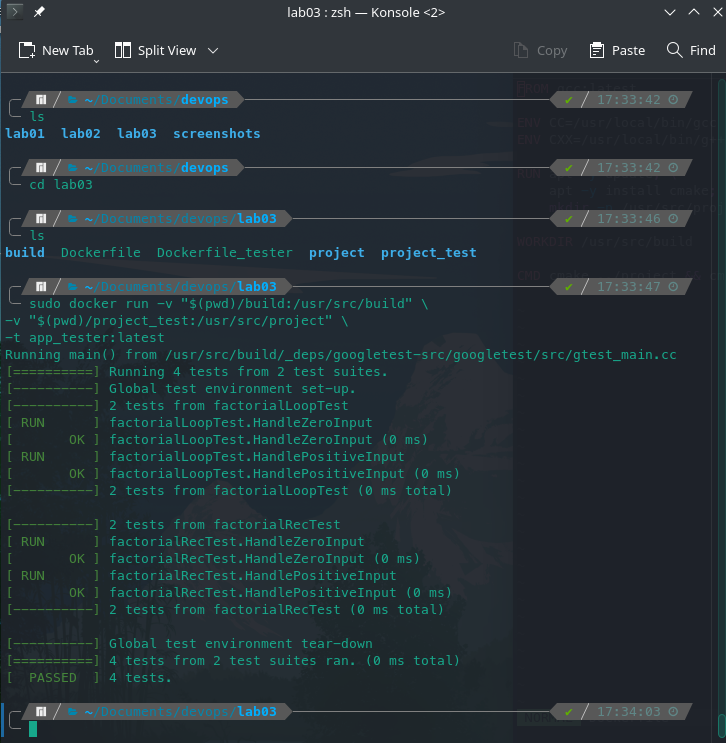 lab03 : zsh — Konsole <2>
New Tab Split View Copy Paste Find
~/Documents/devops 17:33:42
ls
lab01 lab02 lab03 screenshots
~/Documents/devops 17:33:42
cd lab03
~/Documents/devops/lab03 17:33:46
ls
build Dockerfile Dockerfile_tester project project_test
~/Documents/devops/lab03 17:33:47
sudo docker run -v "$(pwd)/build:/usr/src/build" \
-v "$(pwd)/project_test:/usr/src/project" \
-t app_tester:latest
Running main() from /usr/src/build/_deps/googletest-src/googletest/src/gtest_main.cc
[==========] Running 4 tests from 2 test suites.
[----------] Global test environment set-up.
[----------] 2 tests from factorialLoopTest
[ RUN      ] factorialLoopTest.HandleZeroInput
[       OK ] factorialLoopTest.HandleZeroInput (0 ms)
[ RUN      ] factorialLoopTest.HandlePositiveInput
[       OK ] factorialLoopTest.HandlePositiveInput (0 ms)
[----------] 2 tests from factorialLoopTest (0 ms total)
[----------] 2 tests from factorialRecTest
[ RUN      ] factorialRecTest.HandleZeroInput
[       OK ] factorialRecTest.HandleZeroInput (0 ms)
[ RUN      ] factorialRecTest.HandlePositiveInput
[       OK ] factorialRecTest.HandlePositiveInput (0 ms)
[----------] 2 tests from factorialRecTest (0 ms total)
[----------] Global test environment tear-down
[==========] 4 tests from 2 test suites ran. (0 ms total)
[  PASSED  ] 4 tests.
~/Documents/devops/lab03 17:34:03